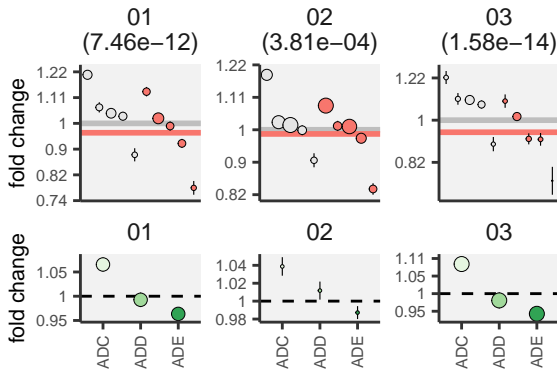 01
(7.46e−12)
02
(3.81e−04)
03
(1.58e−14)
fold change
1.22
1.11
1
0.9
0.82
0.74
1.22
1.11
1
0.9
0.82
1.22
1
0.82
01
02
03
fold change
1.05
1
0.95
1.04
1.02
1
0.98
1.11
1.05
1
0.95
ADC
ADD
ADE
ADC
ADD
ADE
ADC
ADD
ADE